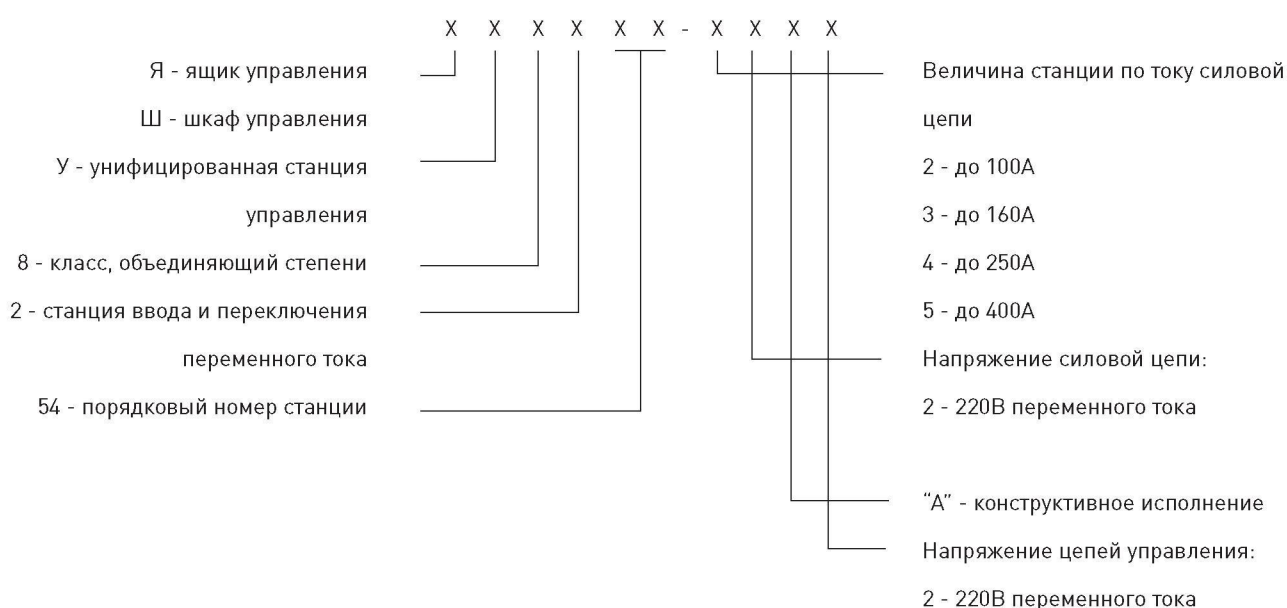 X X X X X X - X X X X
Я - ящик управления
Ш - шкаф управления
У - унифицированная станция
управления
8 - класс, объединяющий степени
2 - станция ввода и переключения
переменного тока
54 - порядковый номер станции
Величина станции по току силовой
цепи
2 - до 100А
3 - до 160А
4 - до 250А
5 - до 400А
Напряжение силовой цепи:
2 - 220В переменного тока
“А” - конструктивное исполнение
Напряжение цепей управления:
2 - 220В переменного тока